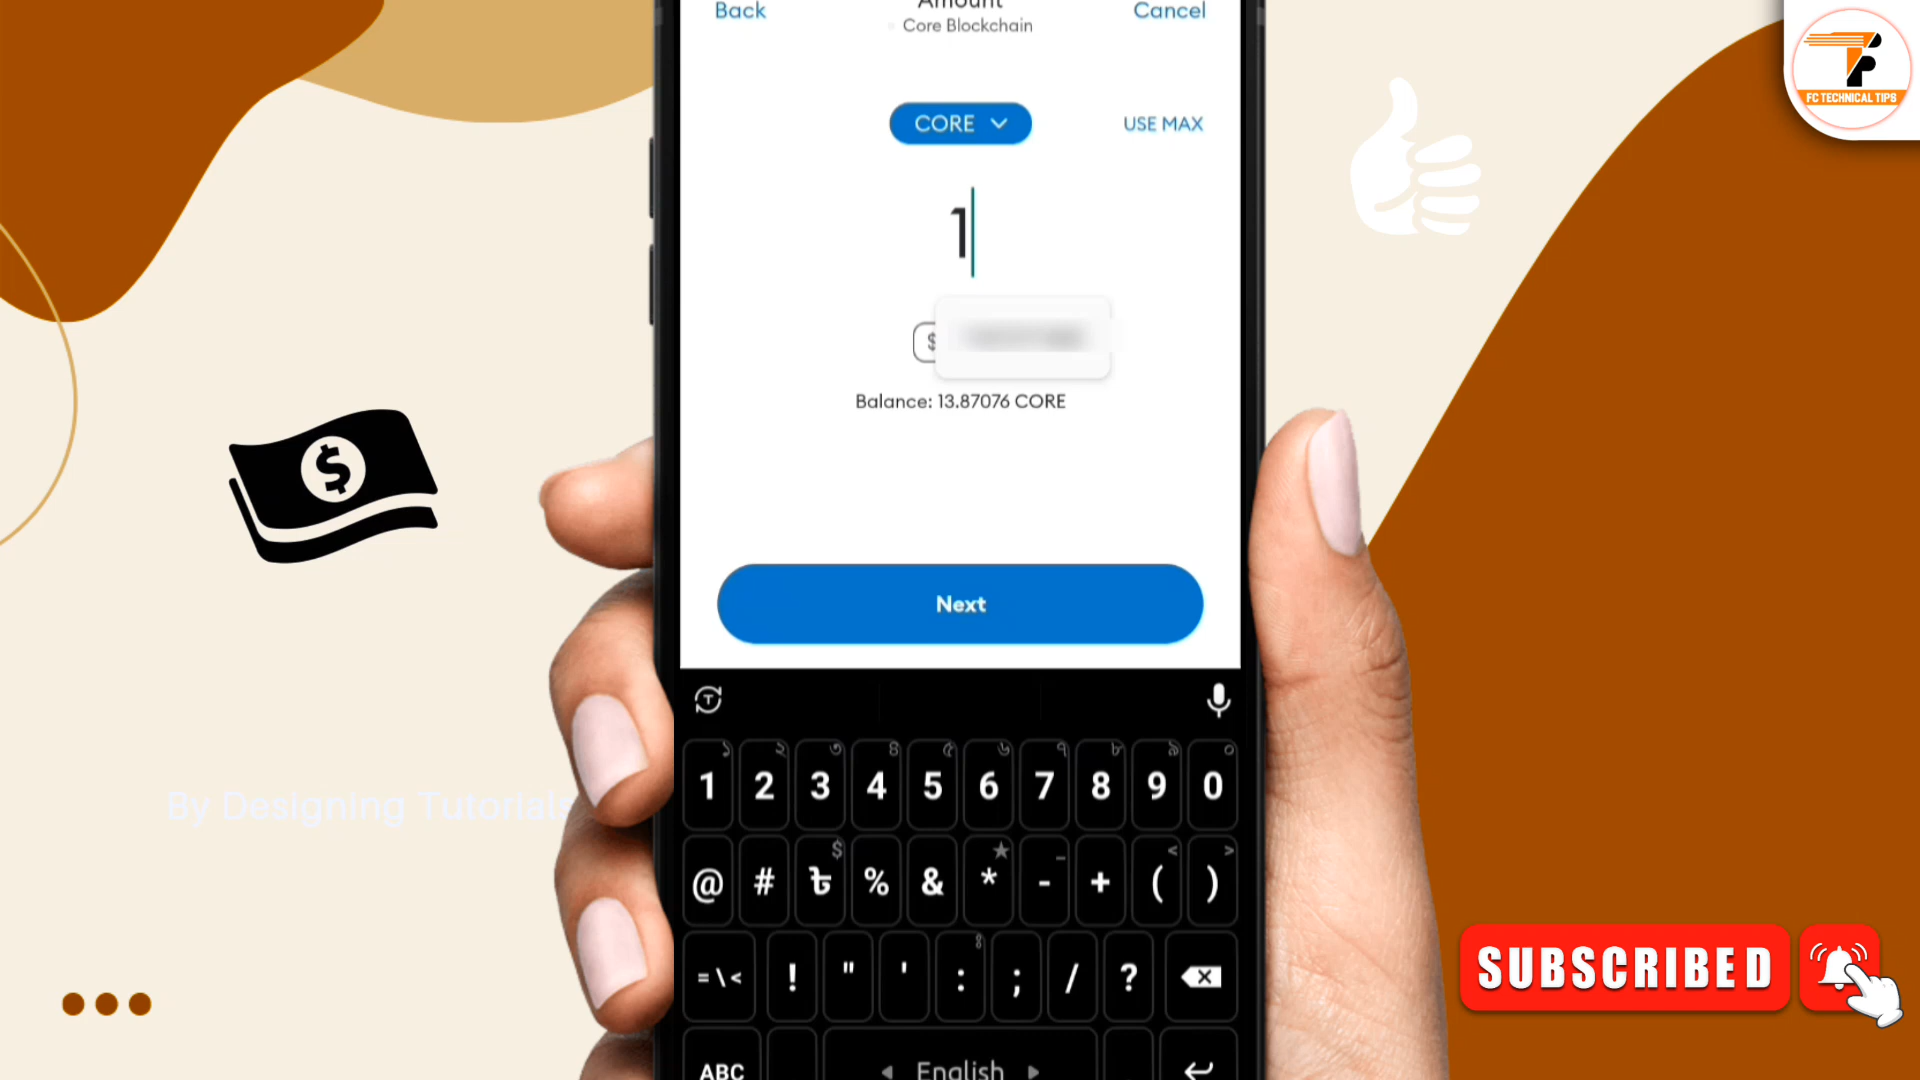 Back
Amount
Cancel
Core Blockchain
CORE
USE MAX
1
$
Balance: 13.87076 CORE
Next
FC TECHNICAL TIPS
By Designing Tutorials
1 2 3 4 5 6 7 8 9 0
@ # ৳ % & * - + ( )
= \ < ! " ' : ; / ?
ABC English
SUBSCRIBED